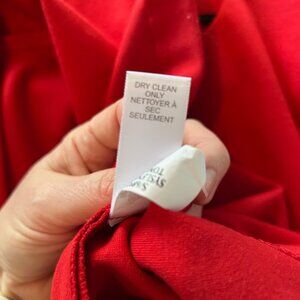 DRY CLEAN
ONLY
NETTOYER À
SEC
SEULEMENT